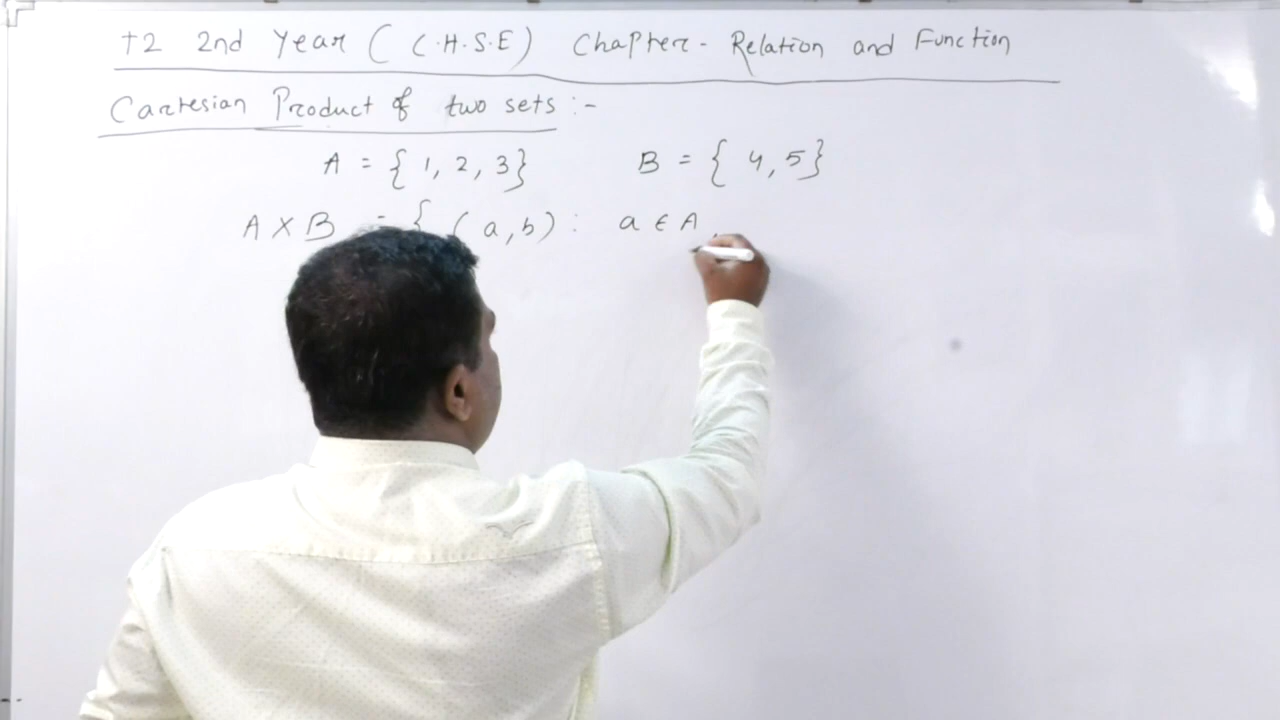 +2 2nd Year ( C.H.S.E) Chapter - Relation and Function
Cartesian Product of two sets :-
A = { 1, 2, 3} B = { 4, 5}
A X B = { (a, b) : a ∈ A,